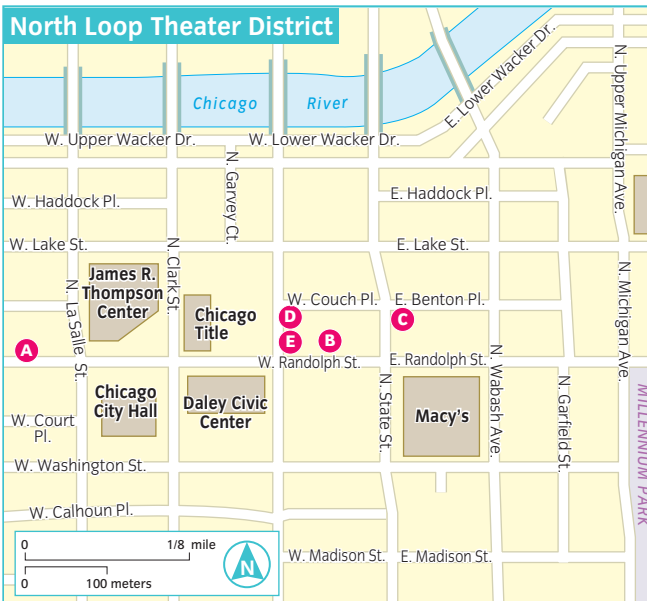 North Loop Theater District
Chicago River
E. Lower Wacker Dr.
N. Upper Michigan Ave.
W. Upper Wacker Dr.
W. Lower Wacker Dr.
N. Garvey Ct.
W. Haddock Pl.
E. Haddock Pl.
W. Lake St.
N. Clark St.
E. Lake St.
James R.
Thompson
Center
N. La Salle St.
Chicago
Title
W. Couch Pl.
E. Benton Pl.
N. Michigan Ave.
D
C
A
E
B
W. Randolph St.
E. Randolph St.
N. Wabash Ave.
Chicago
City Hall
Daley Civic
Center
N. State St.
Macy's
N. Garfield St.
MILLENNIUM PARK
W. Court
Pl.
W. Washington St.
W. Calhoun Pl.
W. Madison St.
E. Madison St.
0 1/8 mile
0 100 meters
N